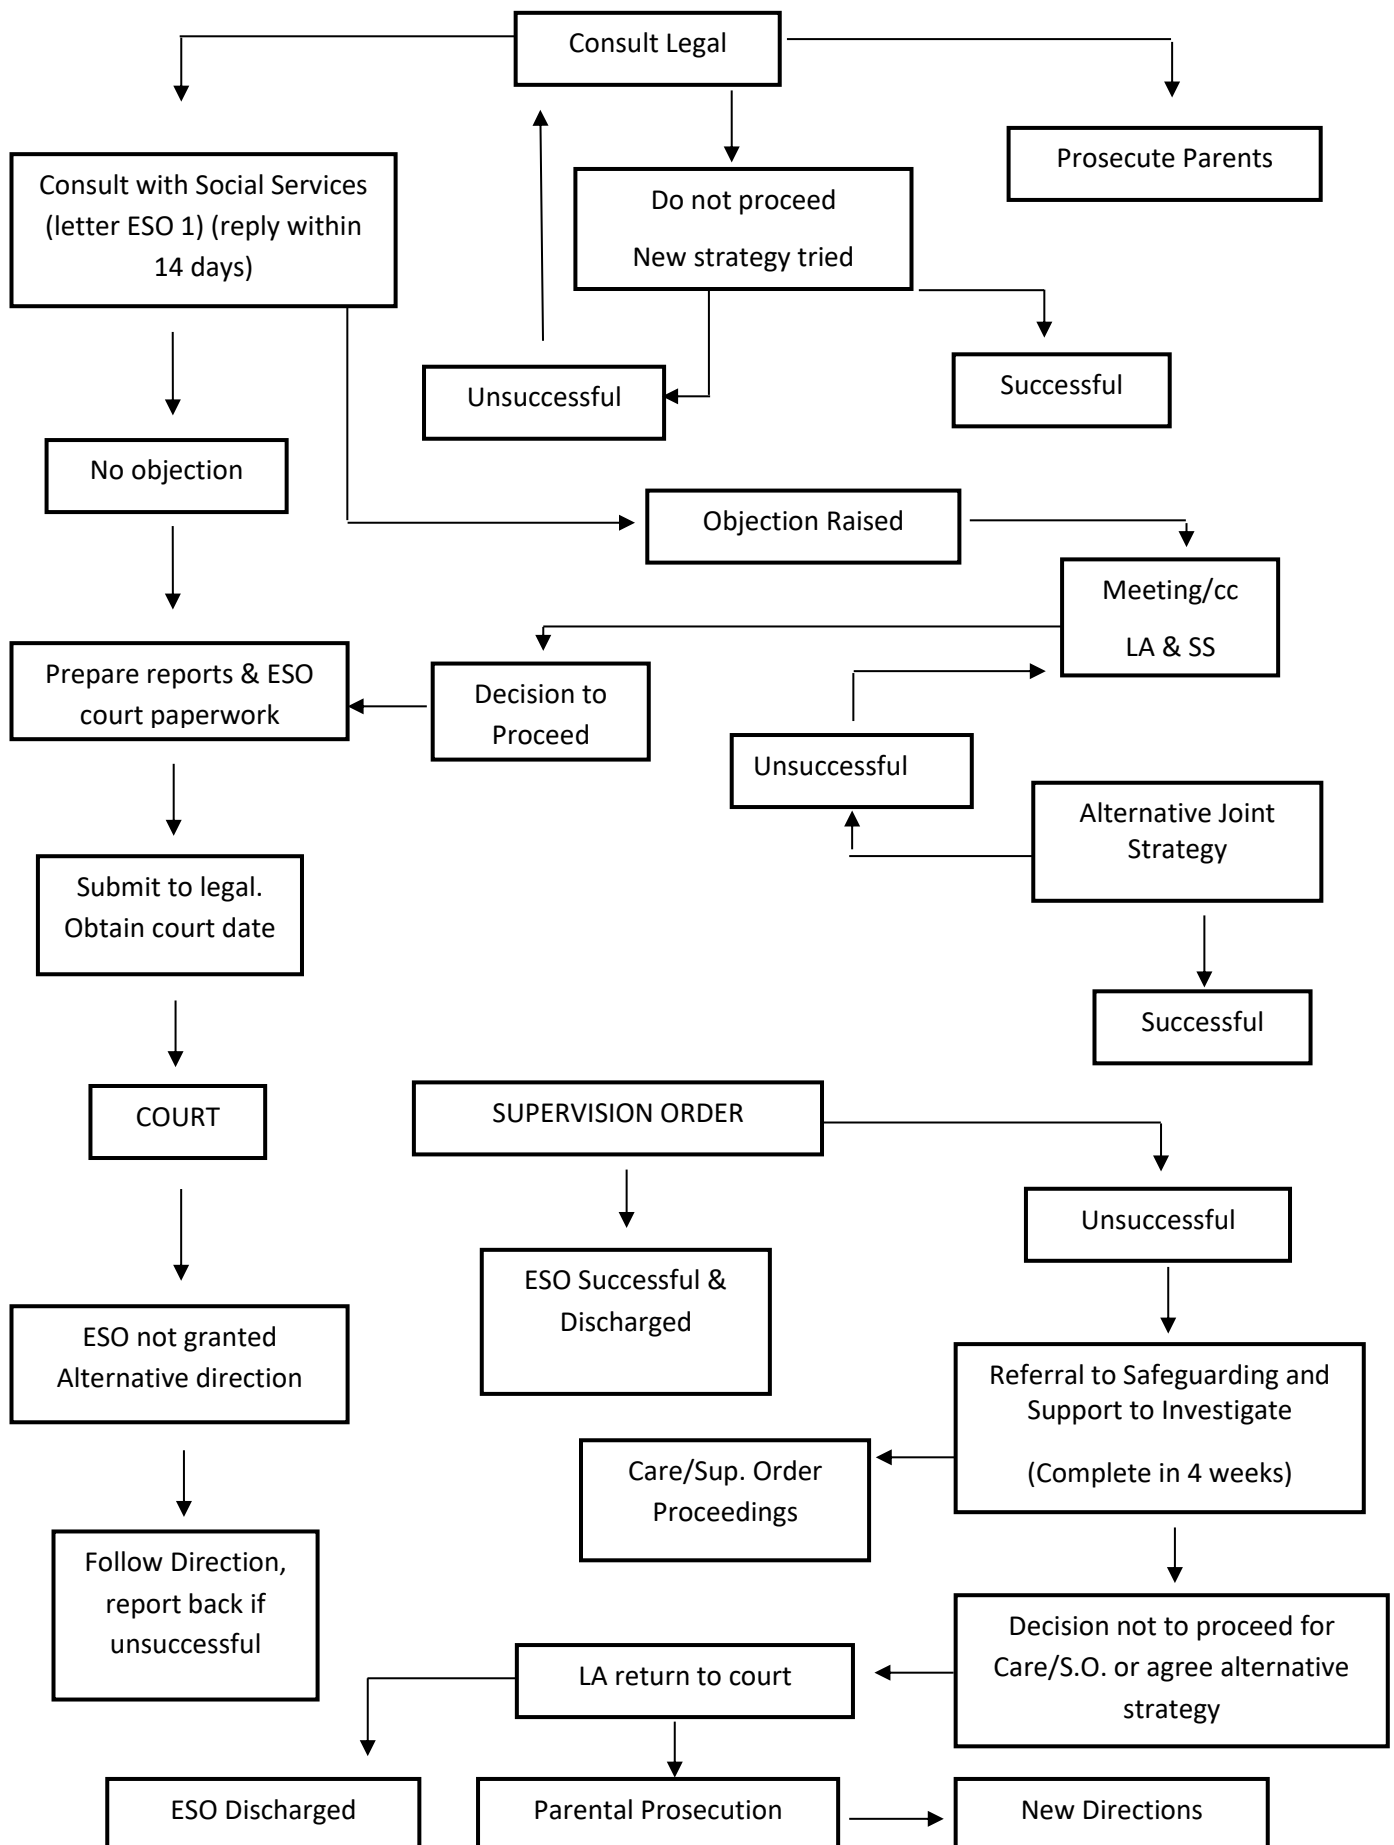 Consult Legal
Prosecute Parents
Consult with Social Services
(letter ESO 1) (reply within
14 days)
Do not proceed
New strategy tried
Successful
Unsuccessful
No objection
Objection Raised
Meeting/cc
LA & SS
Prepare reports & ESO
court paperwork
Decision to
Proceed
Unsuccessful
Alternative Joint
Strategy
Submit to legal.
Obtain court date
Successful
COURT
SUPERVISION ORDER
Unsuccessful
ESO Successful &
Discharged
ESO not granted
Alternative direction
Referral to Safeguarding and
Support to Investigate
(Complete in 4 weeks)
Care/Sup. Order
Proceedings
Follow Direction,
report back if
unsuccessful
Decision not to proceed for
Care/S.O. or agree alternative
strategy
LA return to court
ESO Discharged
Parental Prosecution
New Directions